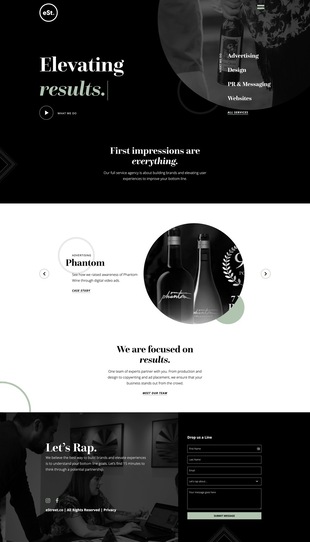 eSt.
Elevating
results.
WHAT WE DO
Advertising
Design
PR & Messaging
Websites
ALL SERVICES
First impressions are
everything.
Our full service agency is about building brands and elevating user
experiences to improve your bottom line.
ADVERTISING
Phantom
See how we raised awareness of Phantom
Wine through digital video ads.
CASE STUDY
phantom
phantom
We are focused on
results.
One team of experts partner with you. From production
and design to copywriting and ad placement, we ensure that your
business stands out from the crowd.
MEET OUR TEAM
Let's Rap.
We believe the best way to build brands and elevate experiences
is to understand your bottom line goals. Let's find 15 minutes to
think through a potential partnership.
eStreet.co | All Rights Reserved | Privacy
Drop us a Line
First name
Last name
Email
Let's rap about...
Your message goes here!
SUBMIT MESSAGE